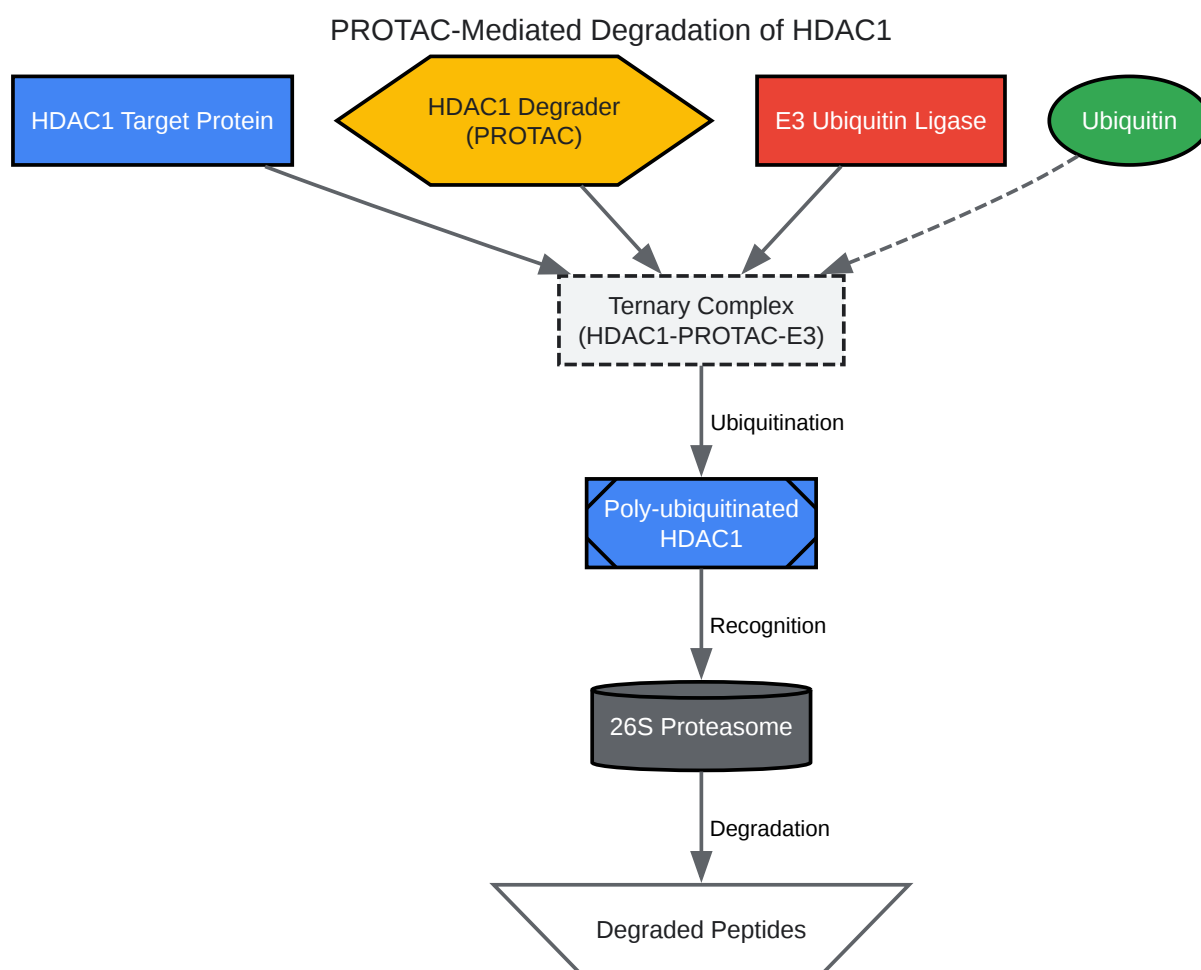 PROTAC-Mediated Degradation of HDAC1
HDAC1 Target Protein
HDAC1 Degrader
(PROTAC)
E3 Ubiquitin Ligase
Ubiquitin
Ternary Complex
(HDAC1-PROTAC-E3)
Ubiquitination
Poly-ubiquitinated
HDAC1
Recognition
26S Proteasome
Degradation
Degraded Peptides